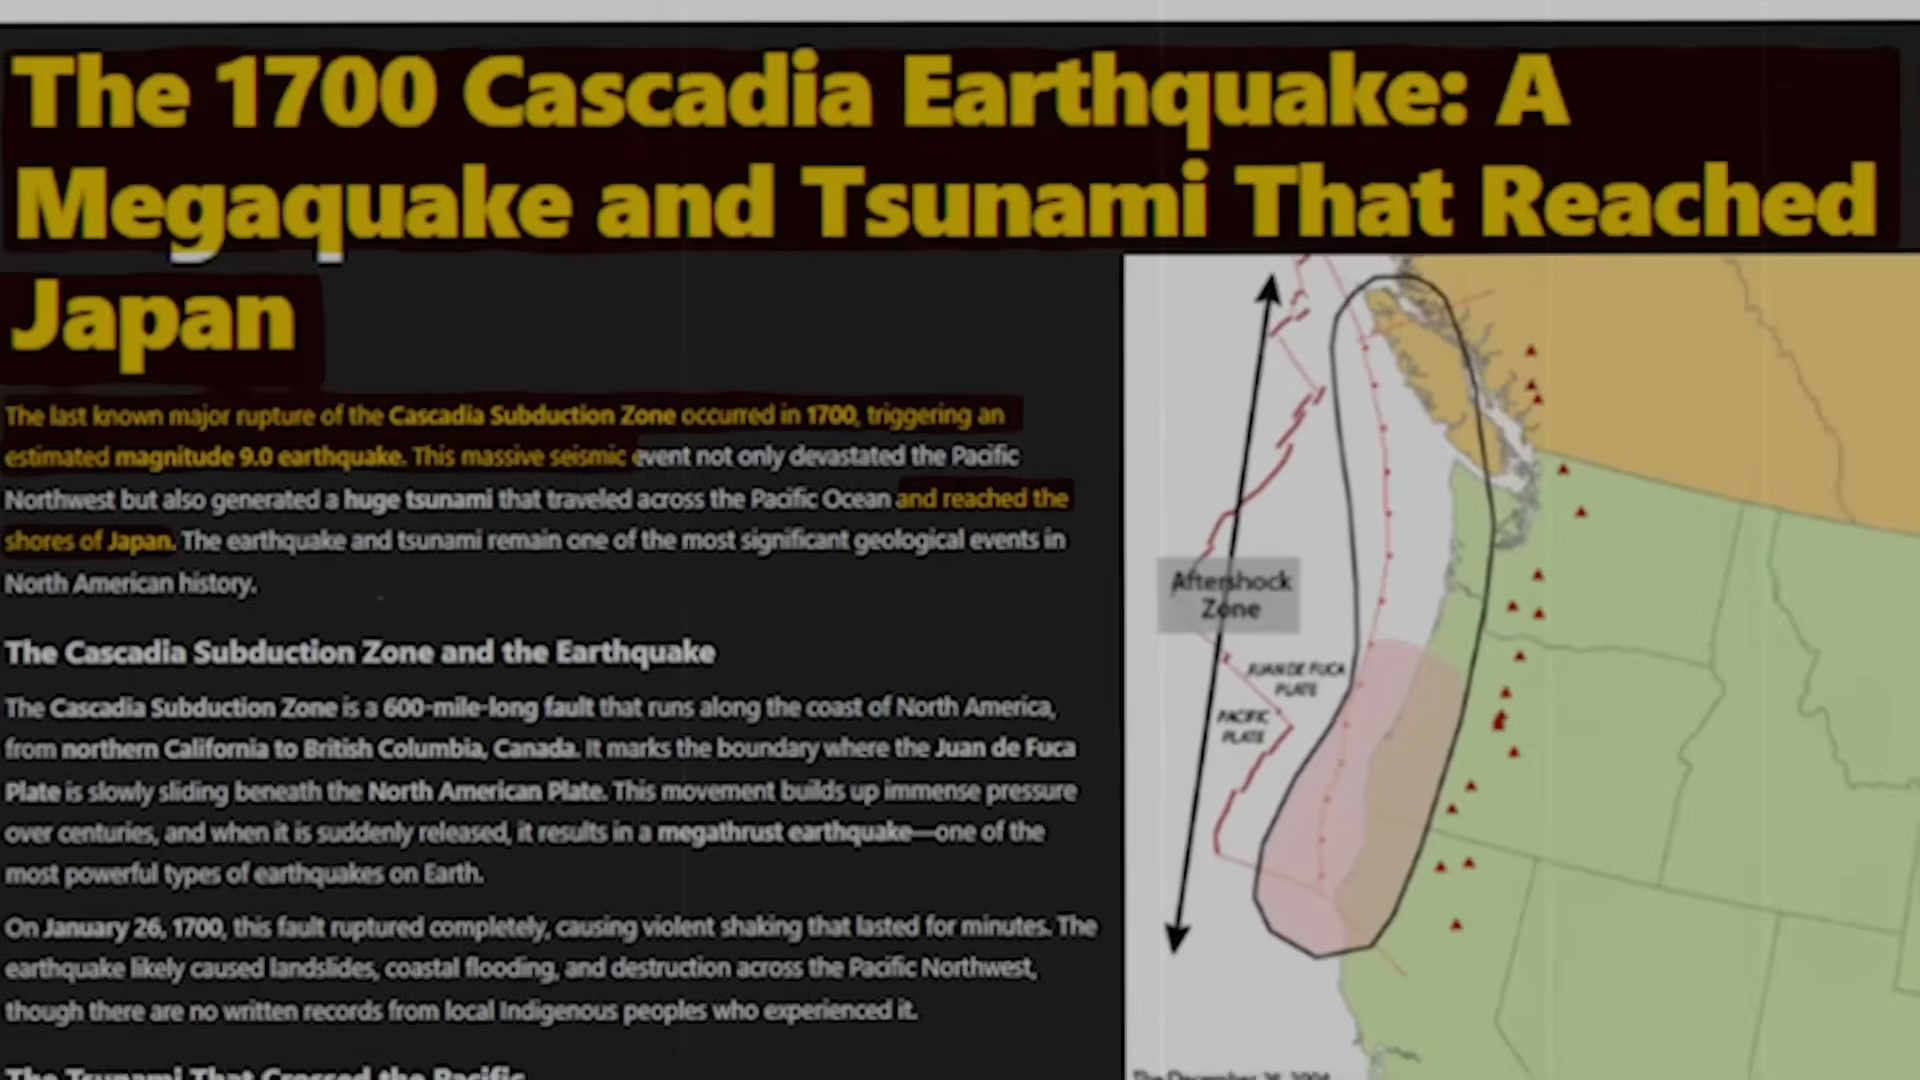 The 1700 Cascadia Earthquake: A
Megaquake and Tsunami That Reached
Japan
The last known major rupture of the Cascadia Subduction Zone occurred in 1700, triggering an
estimated magnitude 9.0 earthquake. This massive seismic event not only devastated the Pacific
Northwest but also generated a huge tsunami that traveled across the Pacific Ocean and reached the
shores of Japan. The earthquake and tsunami remain one of the most significant geological events in
North American history.
The Cascadia Subduction Zone and the Earthquake
The Cascadia Subduction Zone is a 600-mile-long fault that runs along the coast of North America,
from northern California to British Columbia, Canada. It marks the boundary where the Juan de Fuca
Plate is slowly sliding beneath the North American Plate. This movement builds up immense pressure
over centuries, and when it is suddenly released, it results in a megathrust earthquake—one of the
most powerful types of earthquakes on Earth.
On January 26, 1700, this fault ruptured completely, causing violent shaking that lasted for minutes. The
earthquake likely caused landslides, coastal flooding, and destruction across the Pacific Northwest,
though there are no written records from local Indigenous peoples who experienced it.
The Tsunami That Crossed the Pacific
Aftershock
Zone
JUAN DE FUCA
PLATE
PACIFIC
PLATE
The December 26, 2004